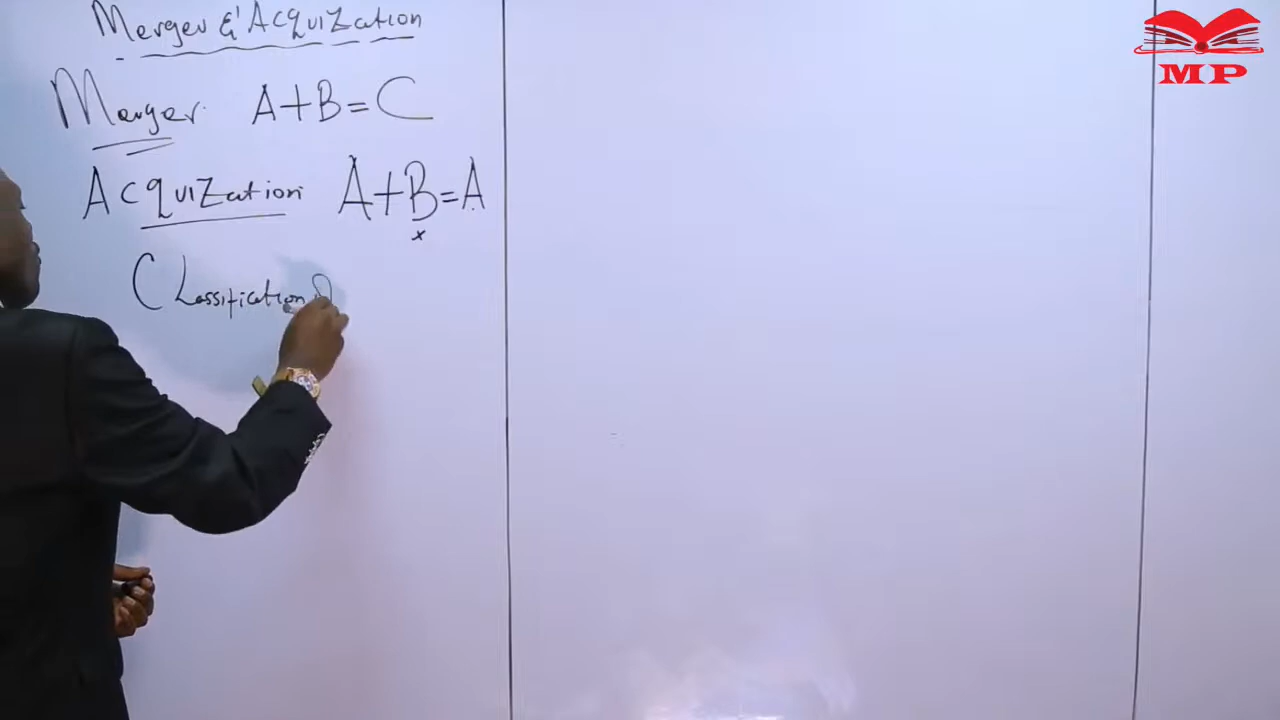 Merger & AcquiZation
Merger A+B=C
AcquiZation A+B=A
x
Classification
MP